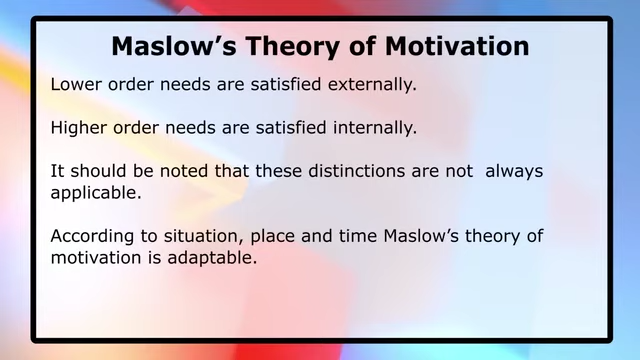 Maslow’s Theory of Motivation
Lower order needs are satisfied externally.
Higher order needs are satisfied internally.
It should be noted that these distinctions are not  always
applicable.
According to situation, place and time Maslow’s theory of
motivation is adaptable.